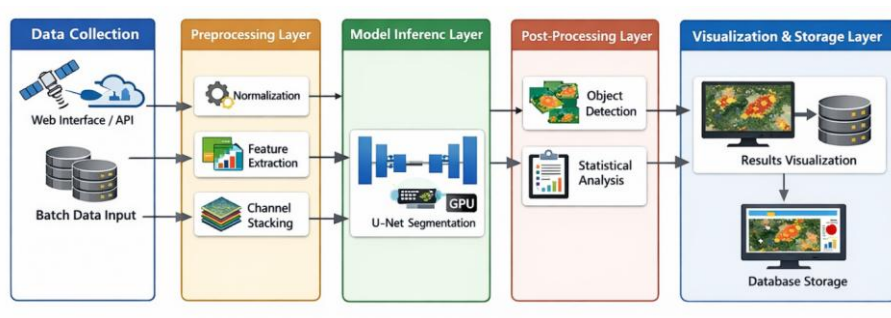 Data Collection
Web Interface / API
Batch Data Input
Preprocessing Layer
Normalization
Feature
Extraction
Channel
Stacking
Model Inferenc Layer
GPU
U-Net Segmentation
Post-Processing Layer
Object
Detection
Statistical
Analysis
Visualization & Storage Layer
Results Visualization
Database Storage